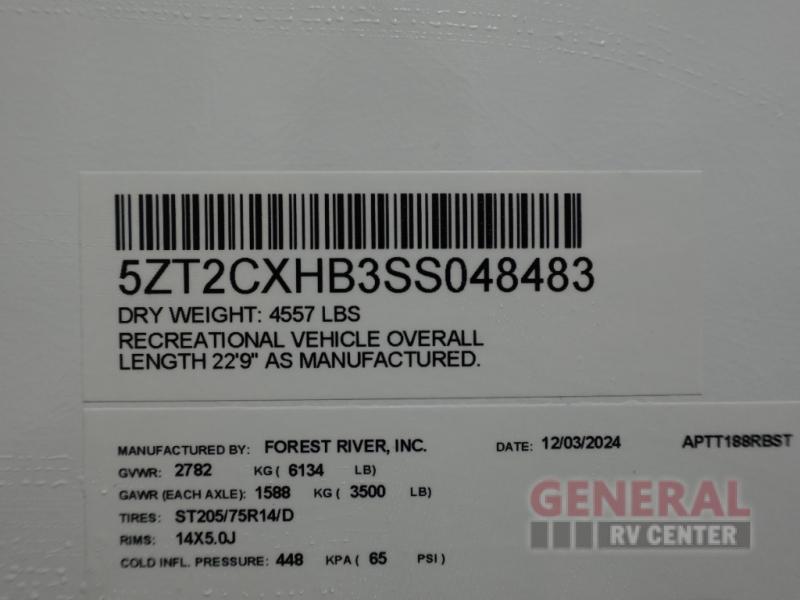 5ZT2CXHB3SS048483
DRY WEIGHT: 4557 LBS
RECREATIONAL VEHICLE OVERALL
LENGTH 22'9" AS MANUFACTURED.
MANUFACTURED BY: FOREST RIVER, INC. DATE: 12/03/2024 APTT188RBST
GVWR: 2782 KG ( 6134 LB)
GAWR (EACH AXLE): 1588 KG ( 3500 LB)
TIRES: ST205/75R14/D
RIMS: 14X5.0J
COLD INFL. PRESSURE: 448 KPA ( 65 PSI )
GENERAL
RV CENTER